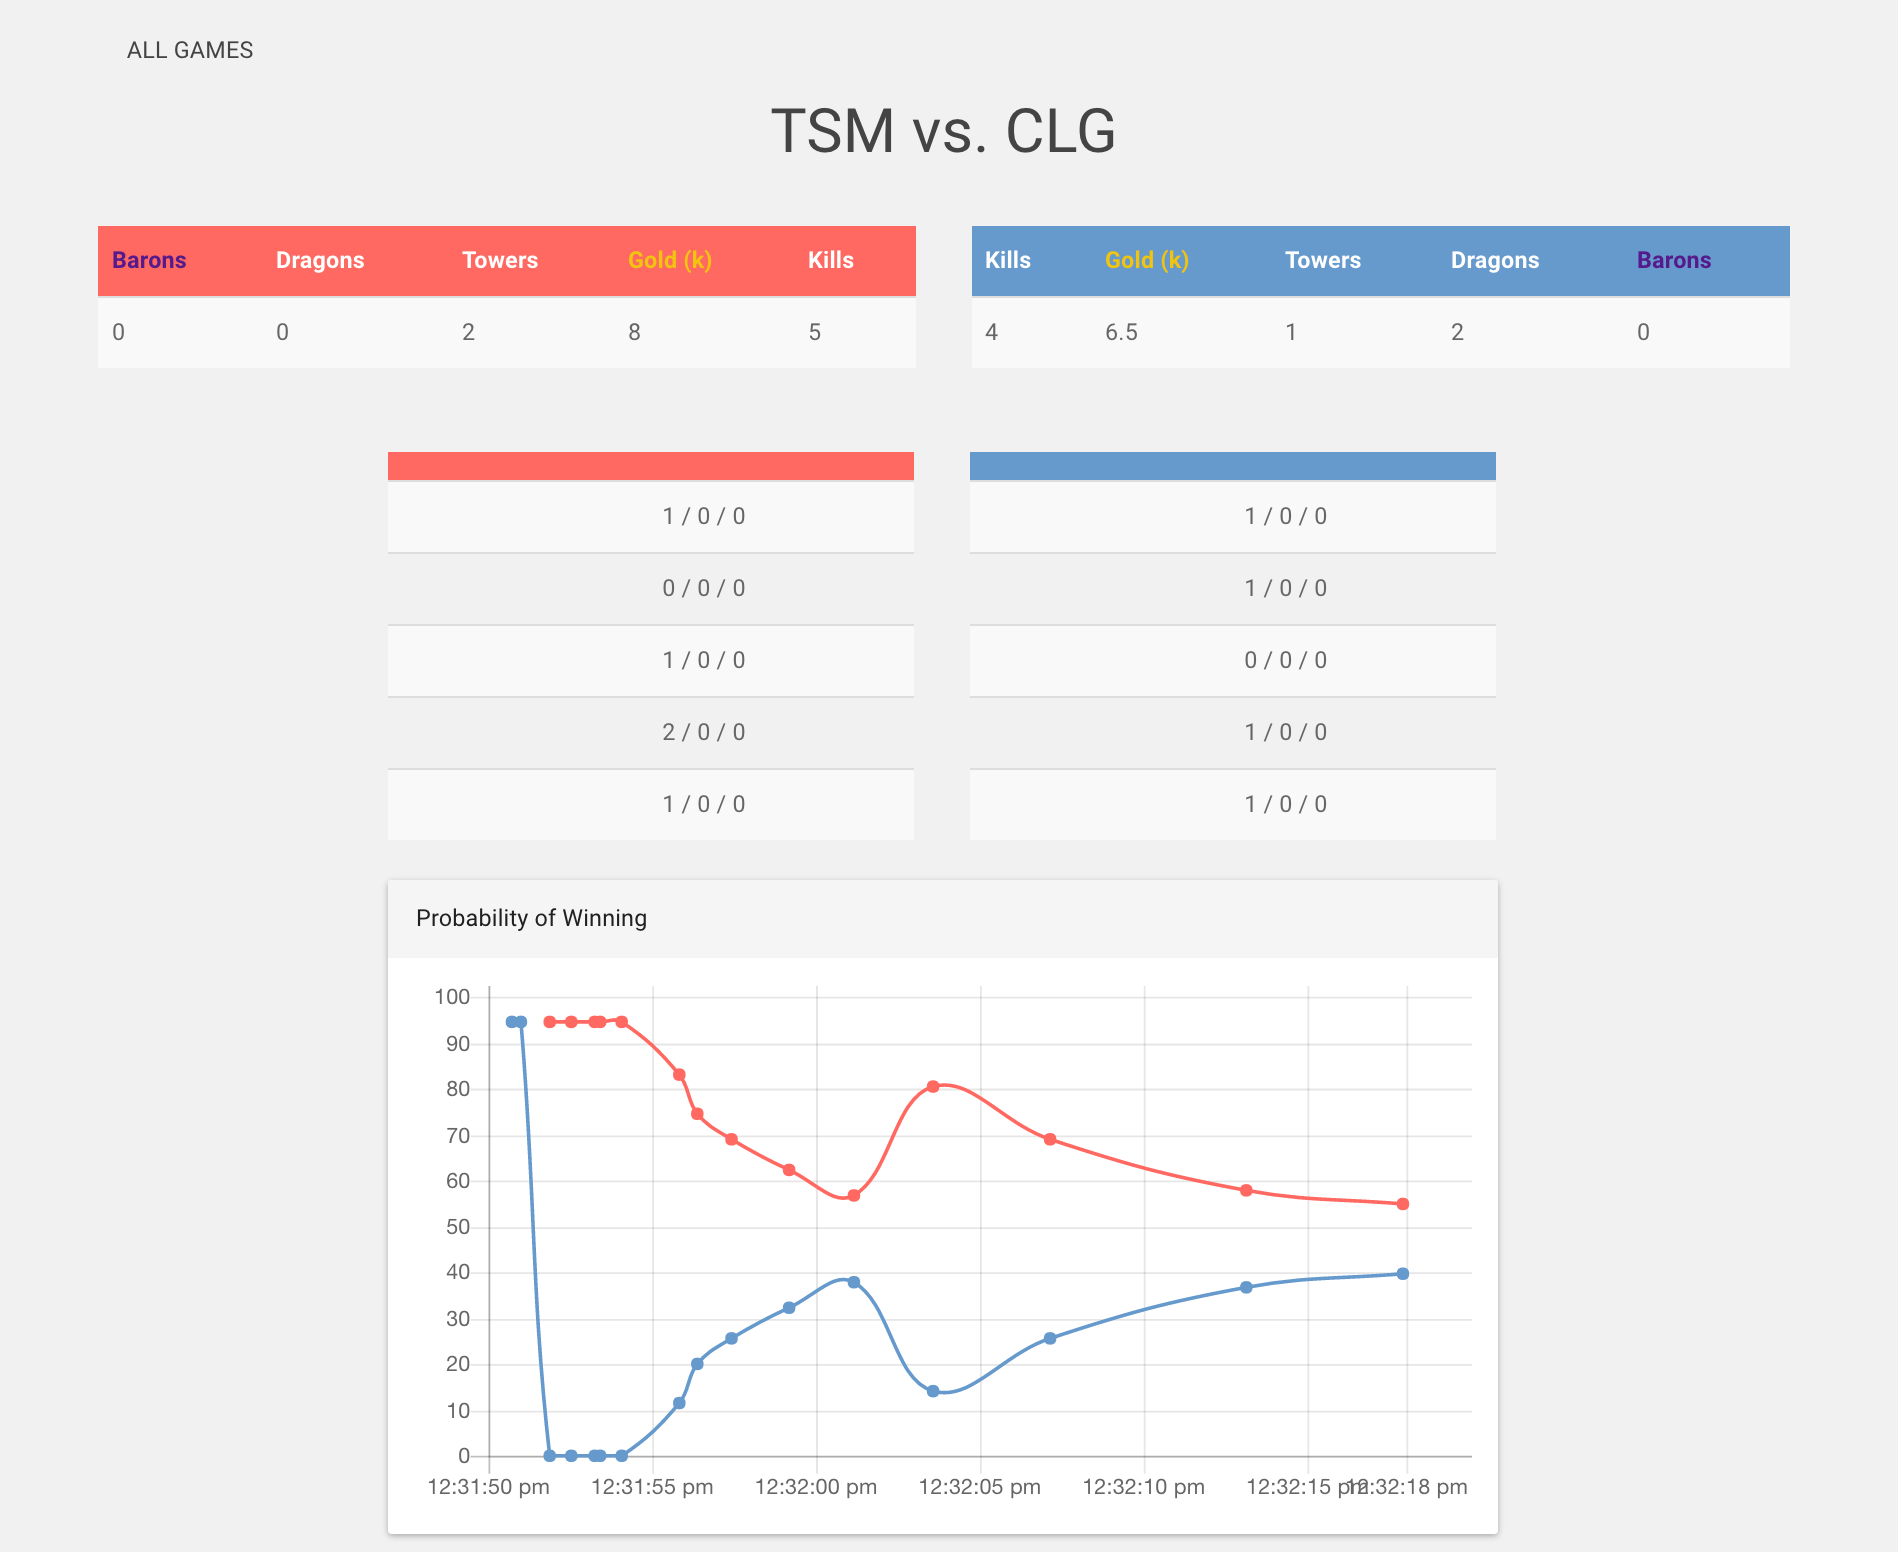 ALL GAMES
TSM vs. CLG
Barons Dragons Towers Gold (k) Kills Kills Gold (k) Towers Dragons Barons
0 0 2 8 5 4 6.5 1 2 0
1 / 0 / 0 1 / 0 / 0
0 / 0 / 0 1 / 0 / 0
1 / 0 / 0 0 / 0 / 0
2 / 0 / 0 1 / 0 / 0
1 / 0 / 0 1 / 0 / 0
Probability of Winning
100
90
80
70
60
50
40
30
20
10
0
12:31:50 pm 12:31:55 pm 12:32:00 pm 12:32:05 pm 12:32:10 pm 12:32:15 pm 12:32:18 pm